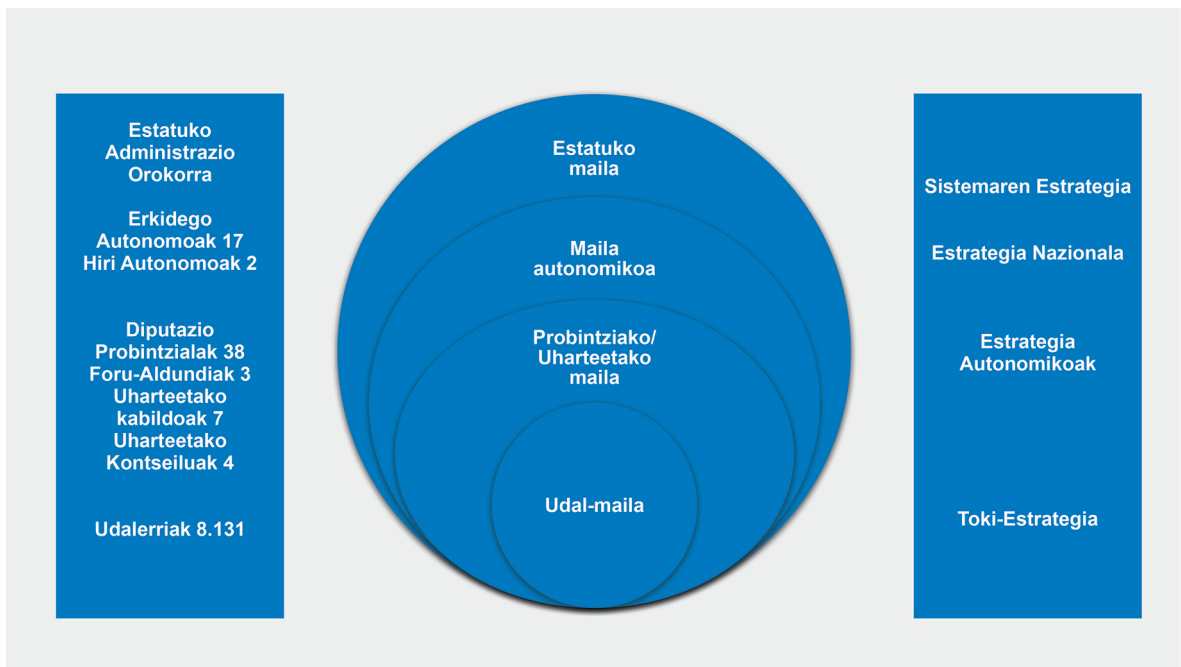 Estatuko
Administrazio
Orokorra
Erkidego
Autonomoak 17
Hiri Autonomoak 2
Diputazio
Probintzialak 38
Foru-Aldundiak 3
Uharteetako
kabildoak 7
Uharteetako
Kontseiluak 4
Udalerriak 8.131
Estatuko
maila
Maila
autonomikoa
Probintziako/
Uharteetako
maila
Udal-maila
Sistemaren Estrategia
Estrategia Nazionala
Estrategia
Autonomikoak
Toki-Estrategia